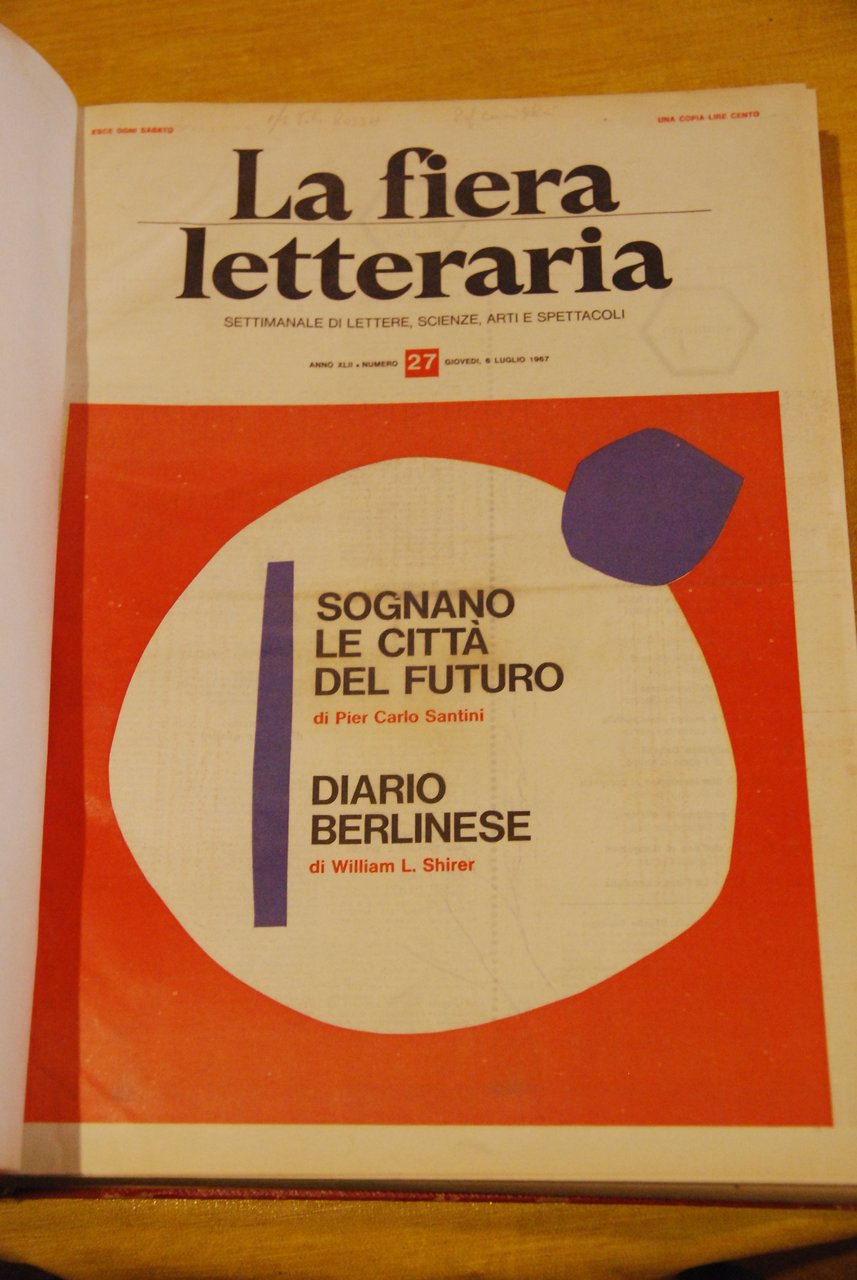 ESCE OGNI SABATO
UNA COPIA LIRE CENTO
La fiera
letteraria
SETTIMANALE DI LETTERE, SCIENZE, ARTI E SPETTACOLI
ANNO XLII • NUMERO 27 GIOVEDI, 6 LUGLIO 1967
SOGNANO
LE CITTÀ
DEL FUTURO
di Pier Carlo Santini
DIARIO
BERLINESE
di William L. Shirer